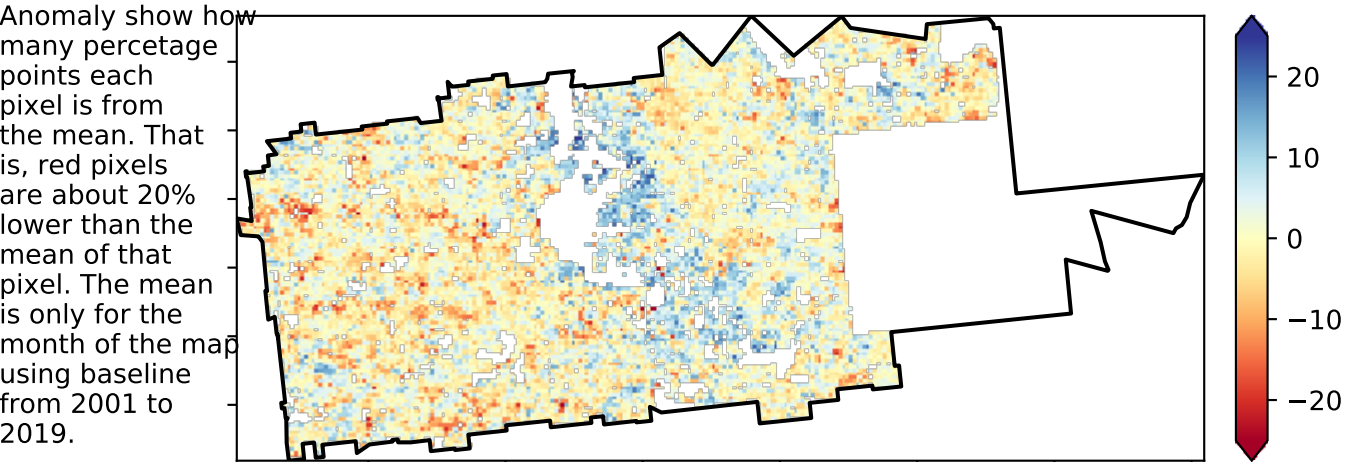 Anomaly show how
many percetage
points each
pixel is from
the mean. That
is, red pixels
are about 20%
lower than the
mean of that
pixel. The mean
is only for the
month of the map
using baseline
from 2001 to
2019.
20
10
0
−10
−20